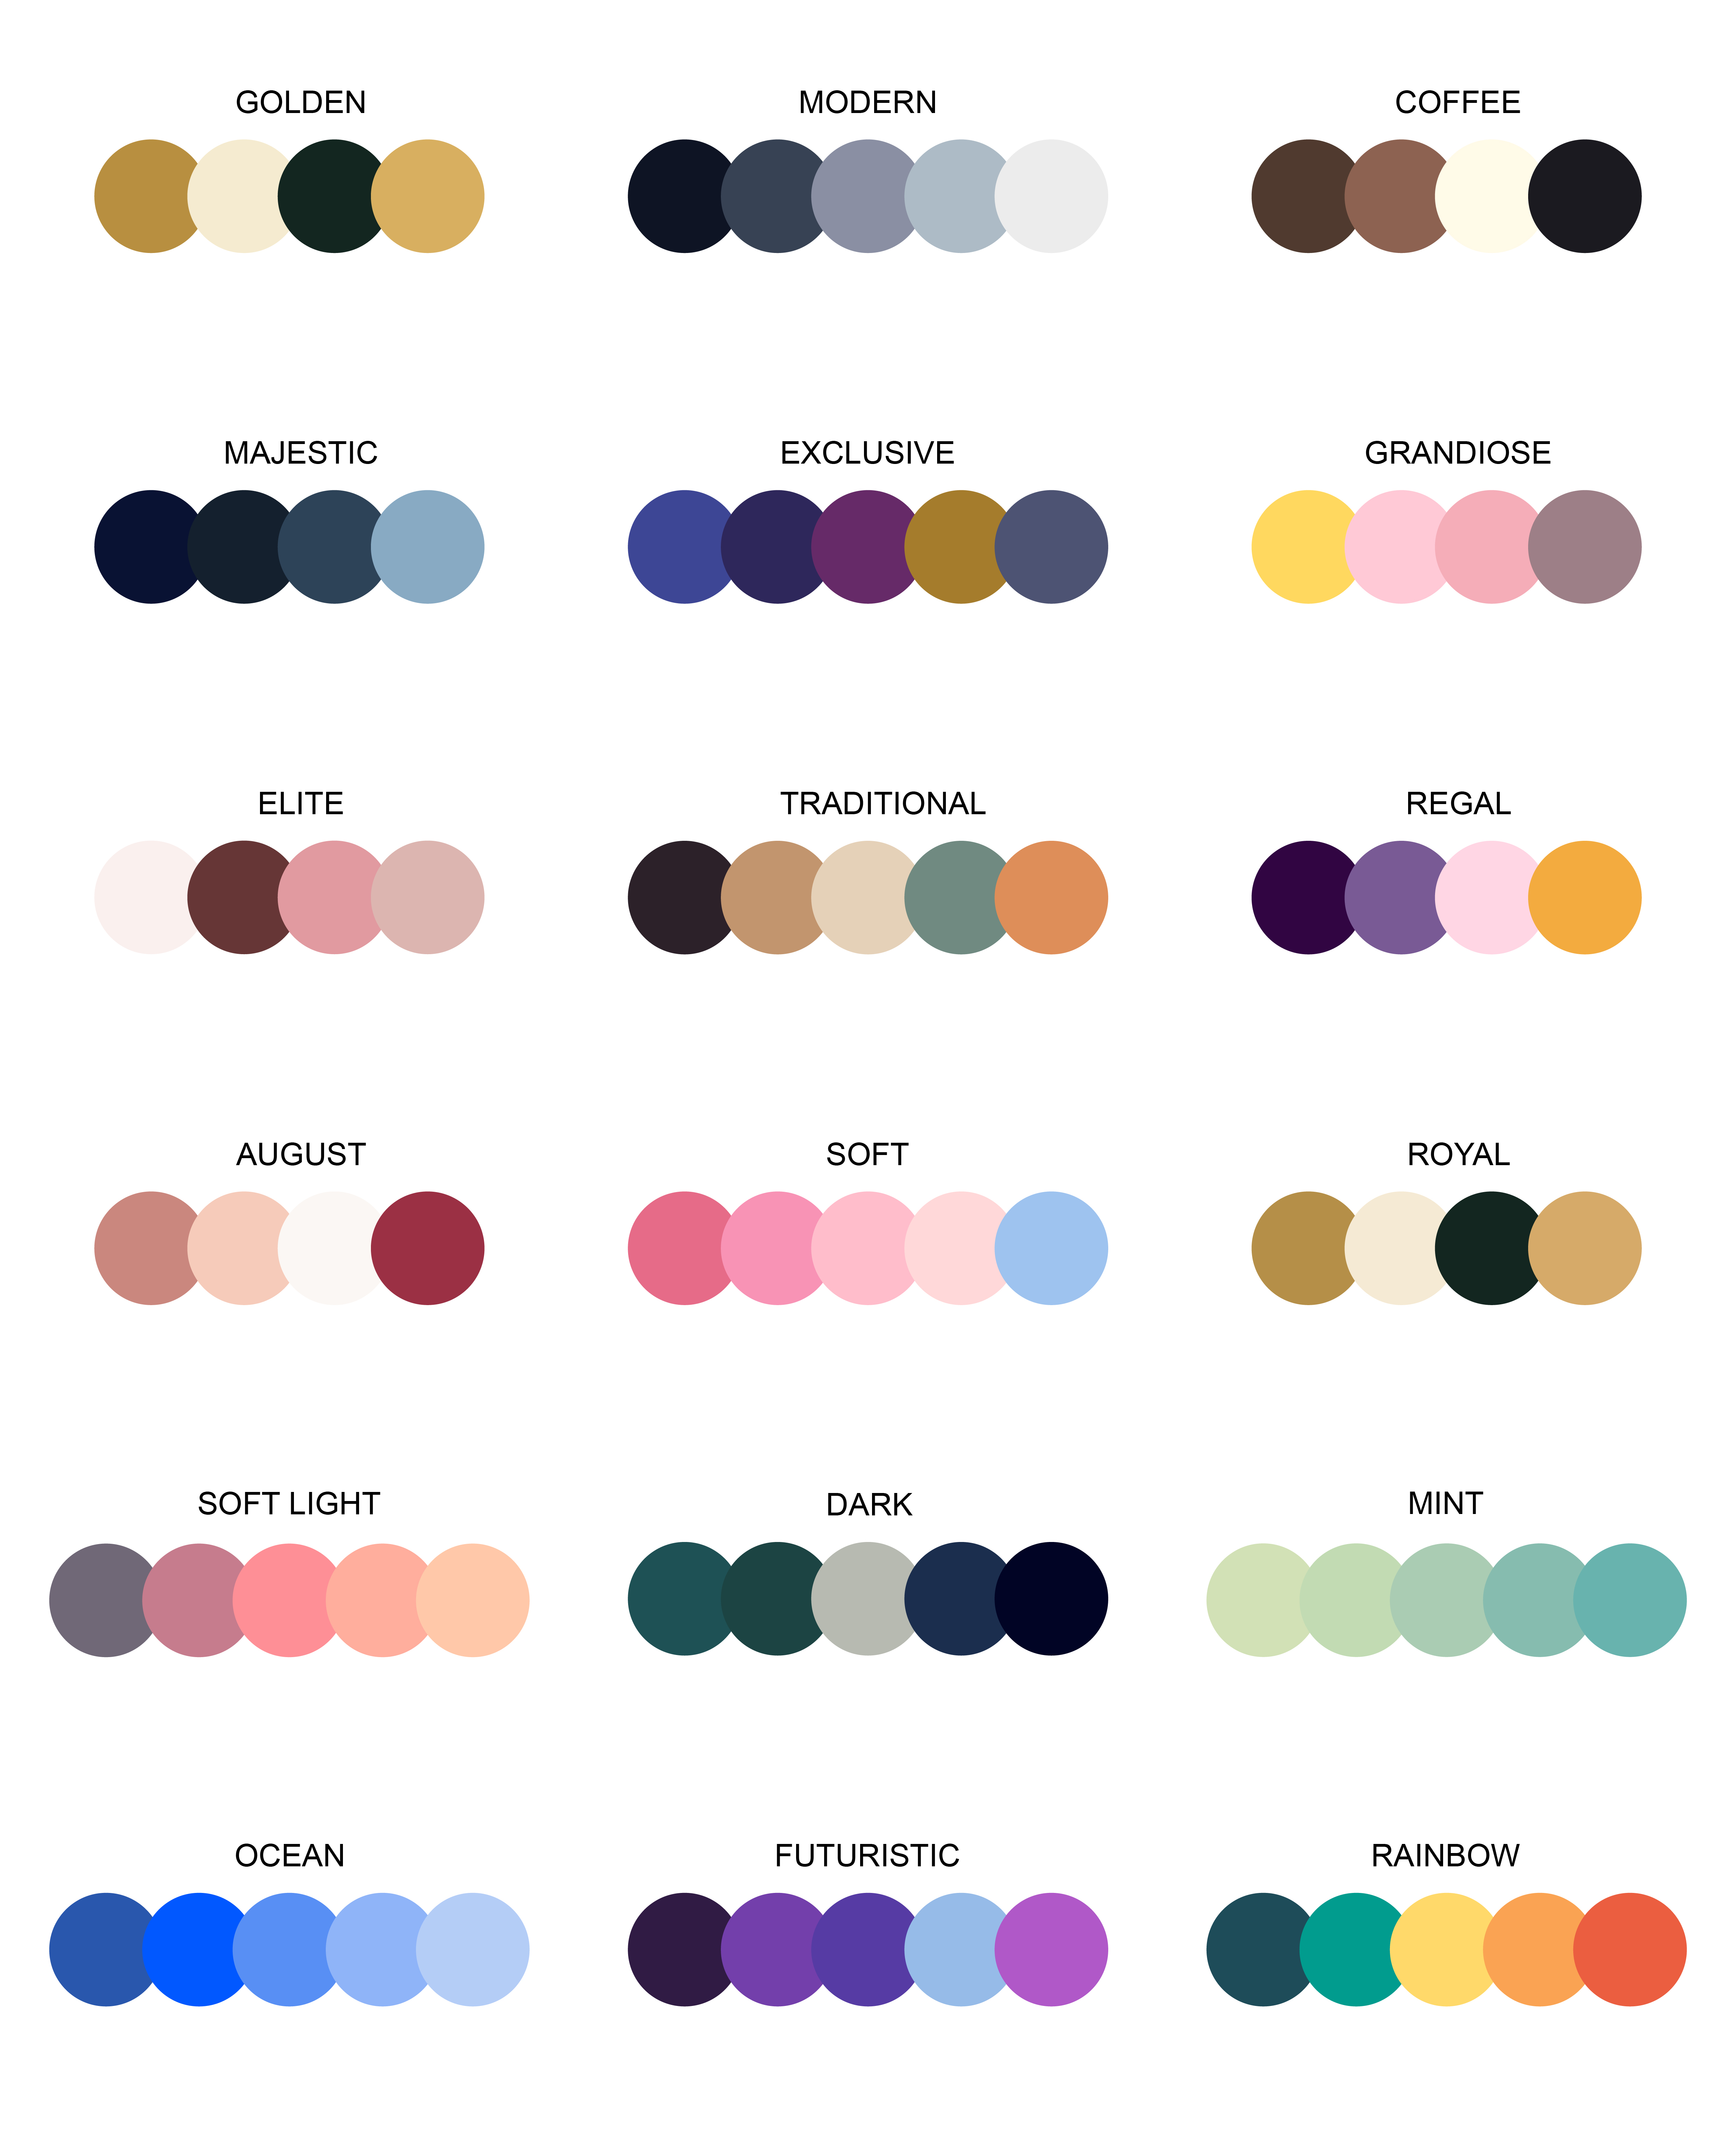 GOLDEN
MODERN
COFFEE
MAJESTIC
EXCLUSIVE
GRANDIOSE
ELITE
TRADITIONAL
REGAL
AUGUST
SOFT
ROYAL
SOFT LIGHT
DARK
MINT
OCEAN
FUTURISTIC
RAINBOW